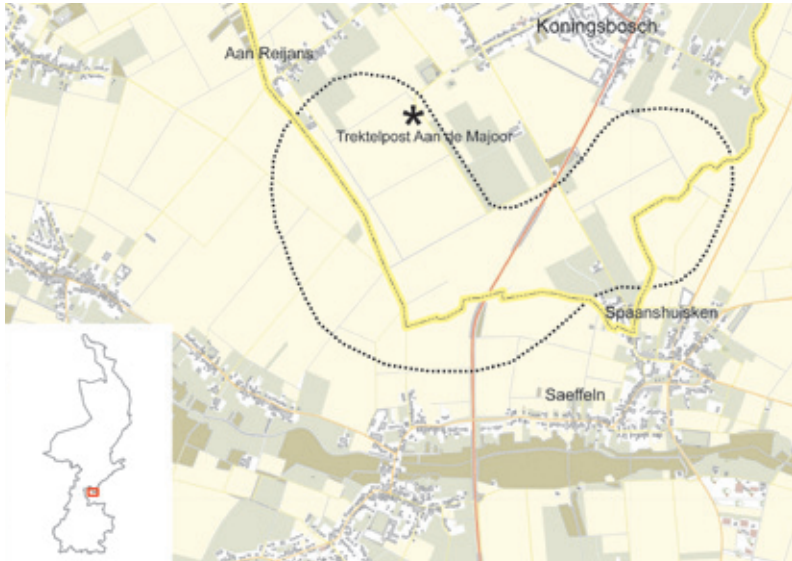 Koningsbosch
Aan Reijans
*
Trektelpost Aan de Majoor
Spaanshuisken
Saeffeln